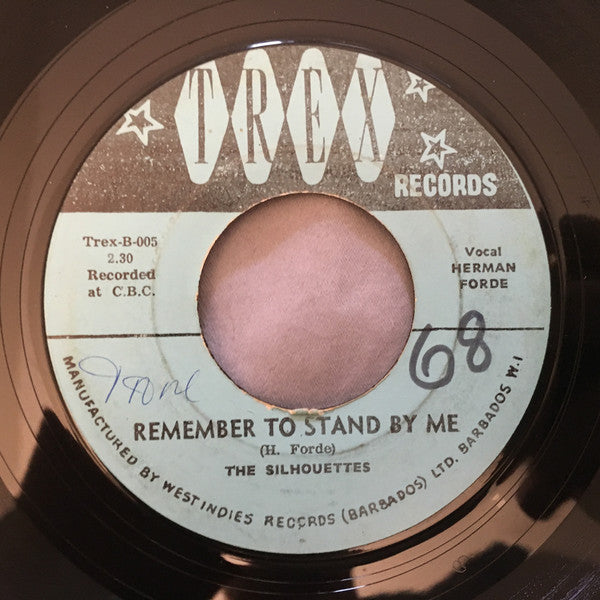 TREX
RECORDS
Trex-B-005
2.30
Recorded
at C.B.C.
Vocal
HERMAN
FORDE
68
REMEMBER TO STAND BY ME
(H. Forde)
THE SILHOUETTES
MANUFACTURED BY WEST INDIES RECORDS (BARBADOS) LTD. BARBADOS W.I